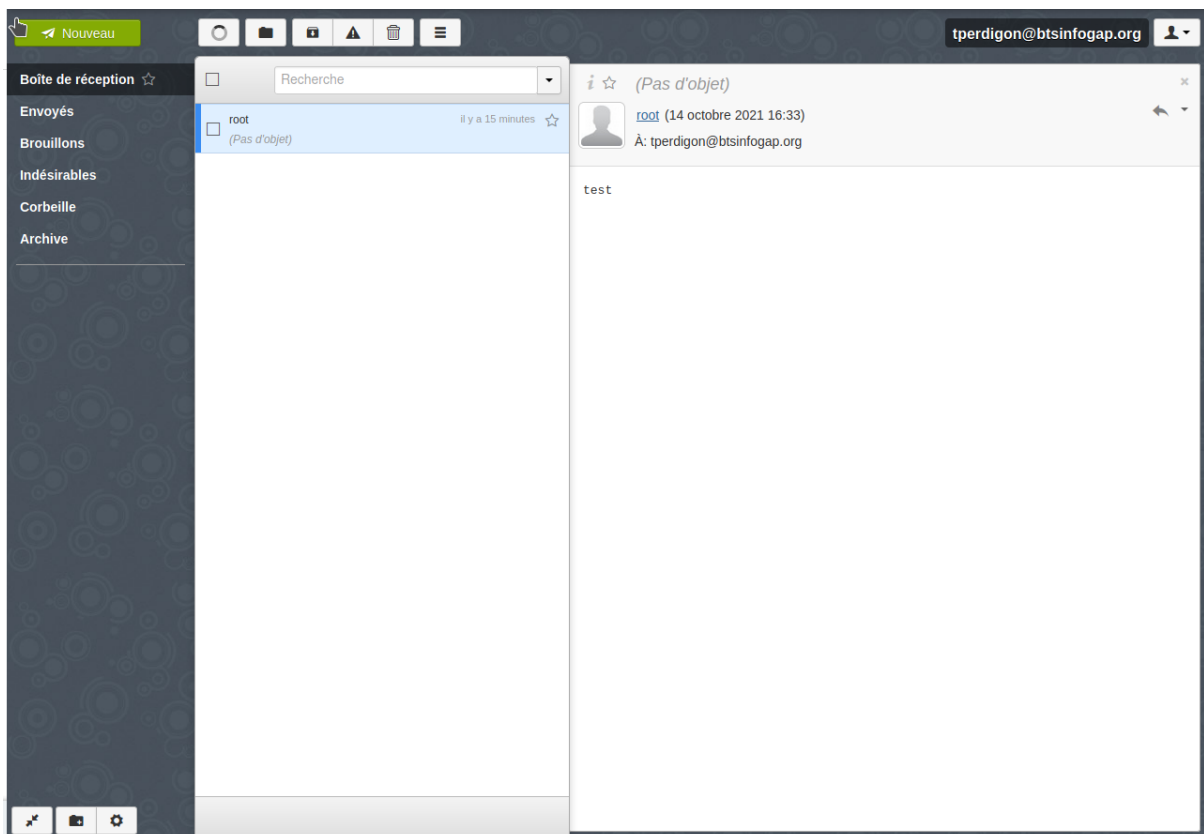 Nouveau
tperdigon@btsinfogap.org
Boîte de réception
Envoyés
Brouillons
Indésirables
Corbeille
Archive
Recherche
root il y a 15 minutes
(Pas d'objet)
(Pas d'objet)
root (14 octobre 2021 16:33)
À: tperdigon@btsinfogap.org
test